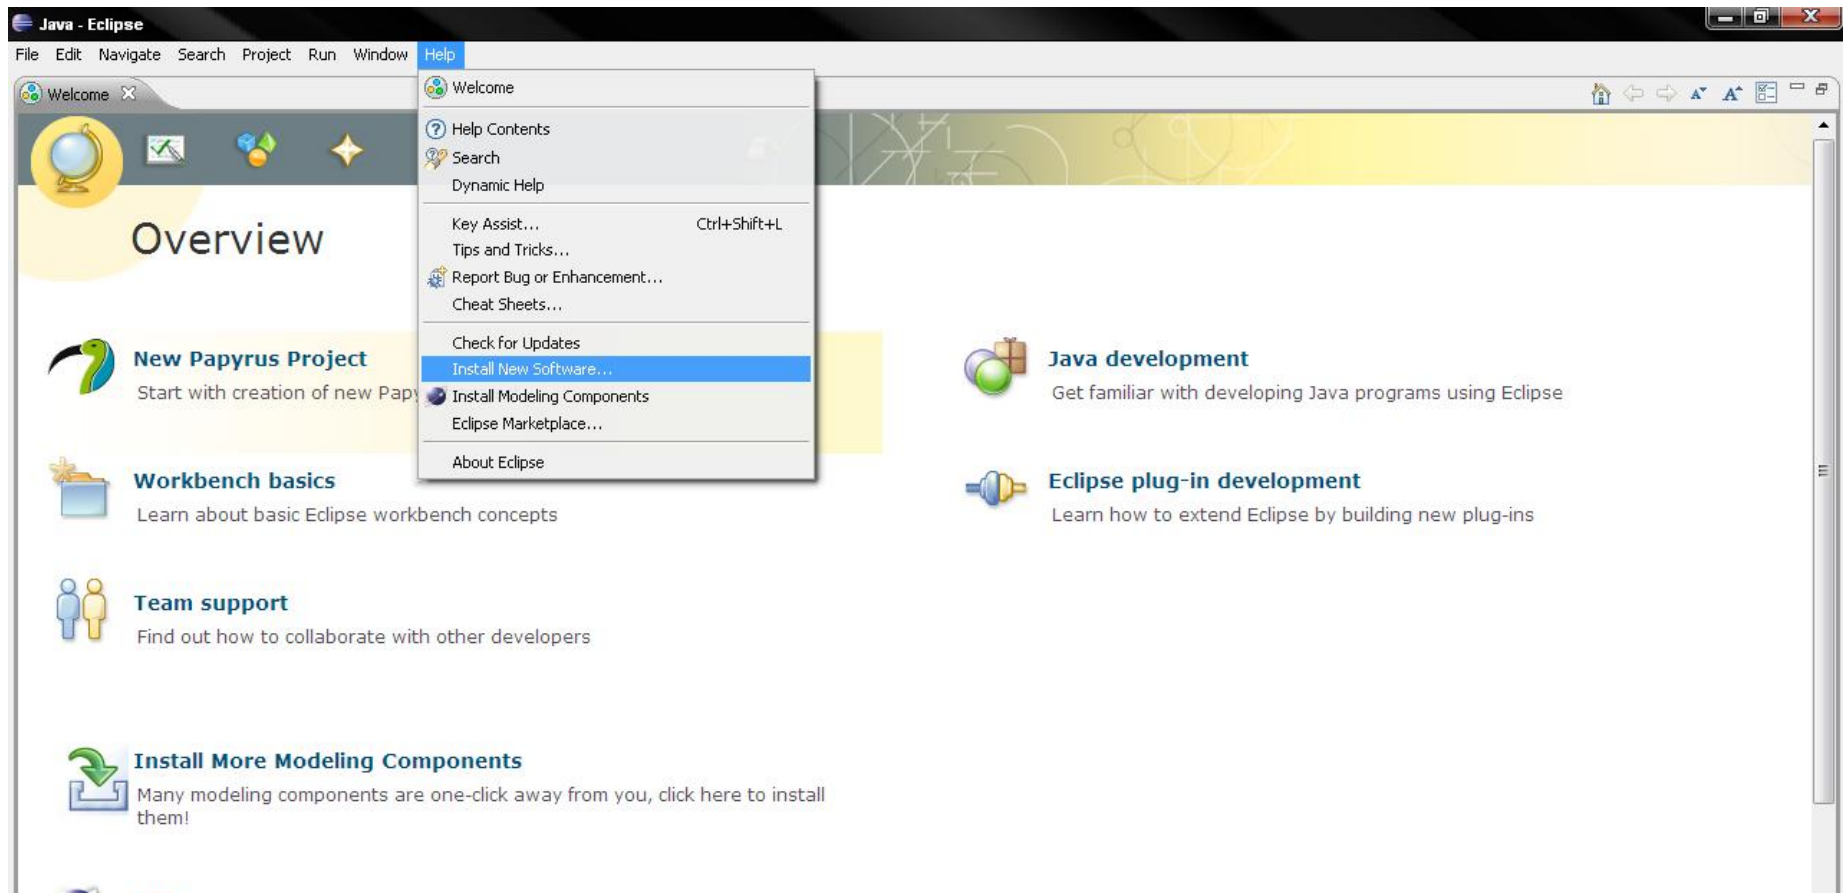 Java - Eclipse
File Edit Navigate Search Project Run Window Help
Welcome
Welcome
Help Contents
Search
Dynamic Help
Key Assist... Ctrl+Shift+L
Tips and Tricks...
Report Bug or Enhancement...
Cheat Sheets...
Check for Updates
Install New Software...
Install Modeling Components
Eclipse Marketplace...
About Eclipse
Overview
New Papyrus Project
Start with creation of new Papy
Java development
Get familiar with developing Java programs using Eclipse
Workbench basics
Learn about basic Eclipse workbench concepts
Eclipse plug-in development
Learn how to extend Eclipse by building new plug-ins
Team support
Find out how to collaborate with other developers
Install More Modeling Components
Many modeling components are one-click away from you, click here to install
them!